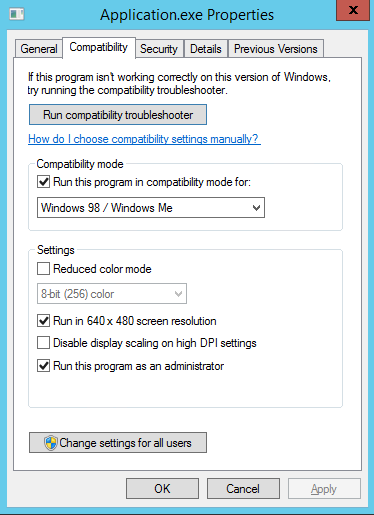 Application.exe Properties
x
General Compatibility Security Details Previous Versions
If this program isn't working correctly on this version of Windows,
try running the compatibility troubleshooter.
Run compatibility troubleshooter
How do I choose compatibility settings manually?
Compatibility mode
Run this program in compatibility mode for:
Windows 98 / Windows Me
Settings
Reduced color mode
8-bit (256) color
Run in 640 x 480 screen resolution
Disable display scaling on high DPI settings
Run this program as an administrator
Change settings for all users
OK Cancel Apply